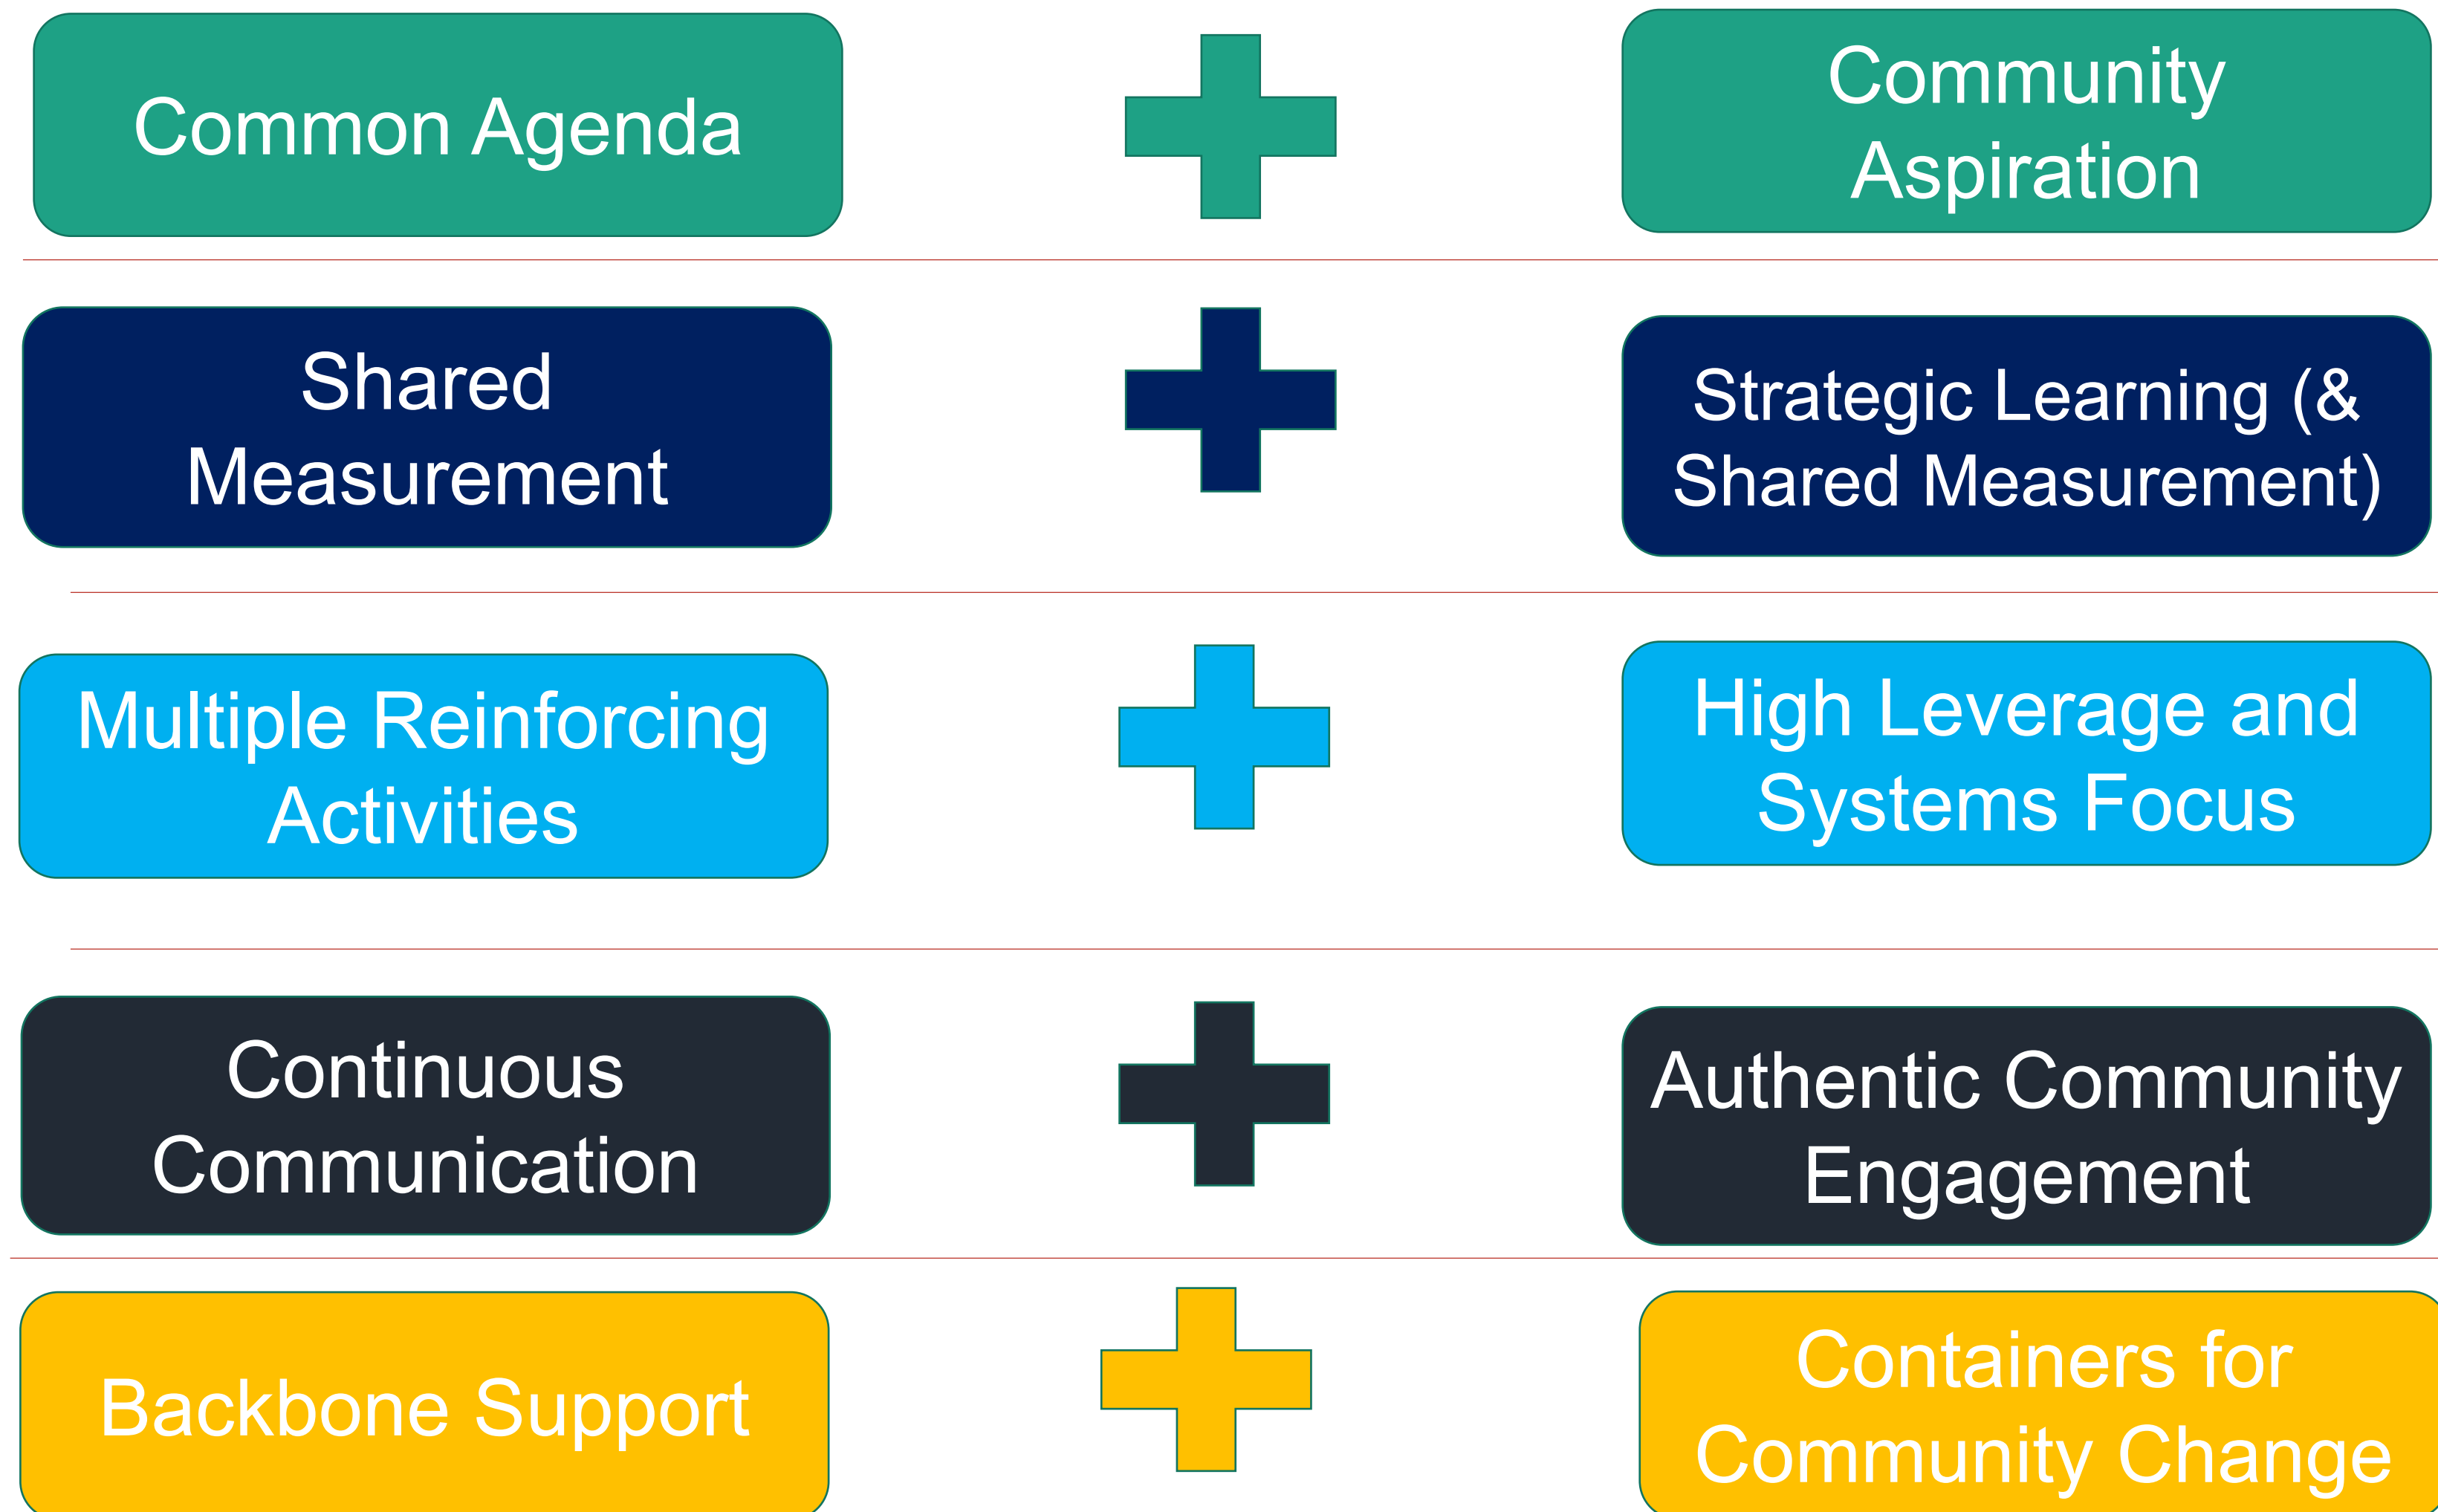 Common Agenda
Community
Aspiration
Shared
Measurement
Strategic Learning (&
Shared Measurement)
Multiple Reinforcing
Activities
High Leverage and
Systems Focus
Continuous
Communication
Authentic Community
Engagement
Backbone Support
Containers for
Community Change